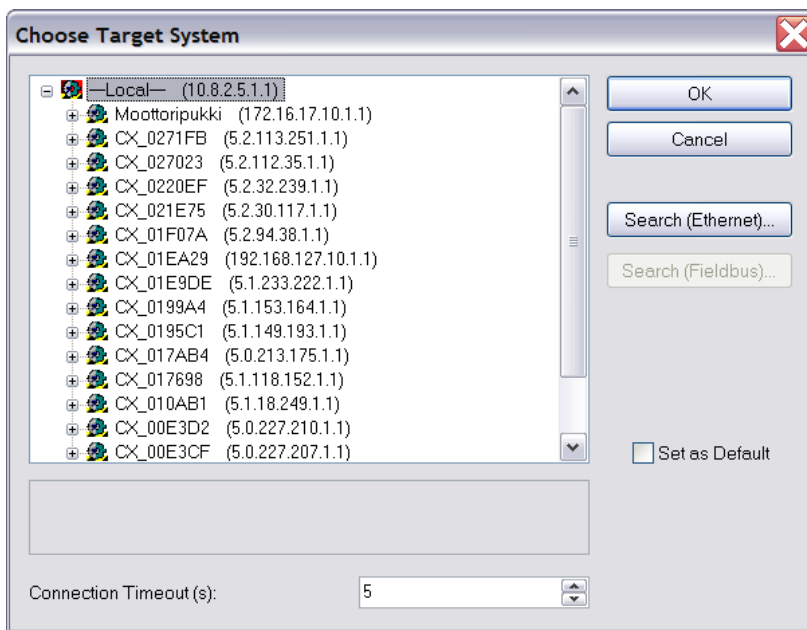 Choose Target System
—Local— (10.8.2.5.1.1)
Moottoripukki (172.16.17.10.1.1)
CX_0271FB (5.2.113.251.1.1)
CX_027023 (5.2.112.35.1.1)
CX_0220EF (5.2.32.239.1.1)
CX_021E75 (5.2.30.117.1.1)
CX_01F07A (5.2.94.38.1.1)
CX_01EA29 (192.168.127.10.1.1)
CX_01E9DE (5.1.233.222.1.1)
CX_0199A4 (5.1.153.164.1.1)
CX_0195C1 (5.1.149.193.1.1)
CX_017AB4 (5.0.213.175.1.1)
CX_017698 (5.1.118.152.1.1)
CX_010AB1 (5.1.18.249.1.1)
CX_00E3D2 (5.0.227.210.1.1)
CX_00E3CF (5.0.227.207.1.1)
OK
Cancel
Search (Ethernet)...
Search (Fieldbus)...
Set as Default
Connection Timeout (s):
5